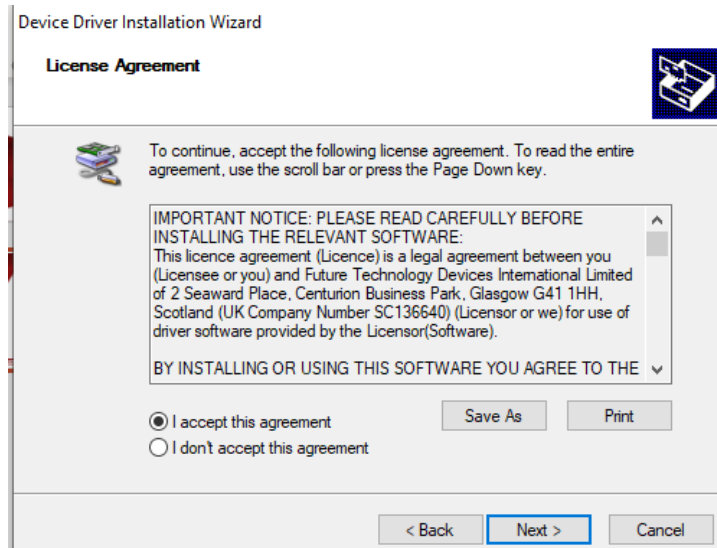 Device Driver Installation Wizard
License Agreement
To continue, accept the following license agreement. To read the entire
agreement, use the scroll bar or press the Page Down key.
IMPORTANT NOTICE: PLEASE READ CAREFULLY BEFORE
INSTALLING THE RELEVANT SOFTWARE:
This licence agreement (Licence) is a legal agreement between you
(Licensee or you) and Future Technology Devices International Limited
of 2 Seaward Place, Centurion Business Park, Glasgow G41 1HH,
Scotland (UK Company Number SC136640) (Licensor or we) for use of
driver software provided by the Licensor(Software).
BY INSTALLING OR USING THIS SOFTWARE YOU AGREE TO THE
I accept this agreement
Save As
Print
I don't accept this agreement
< Back
Next >
Cancel